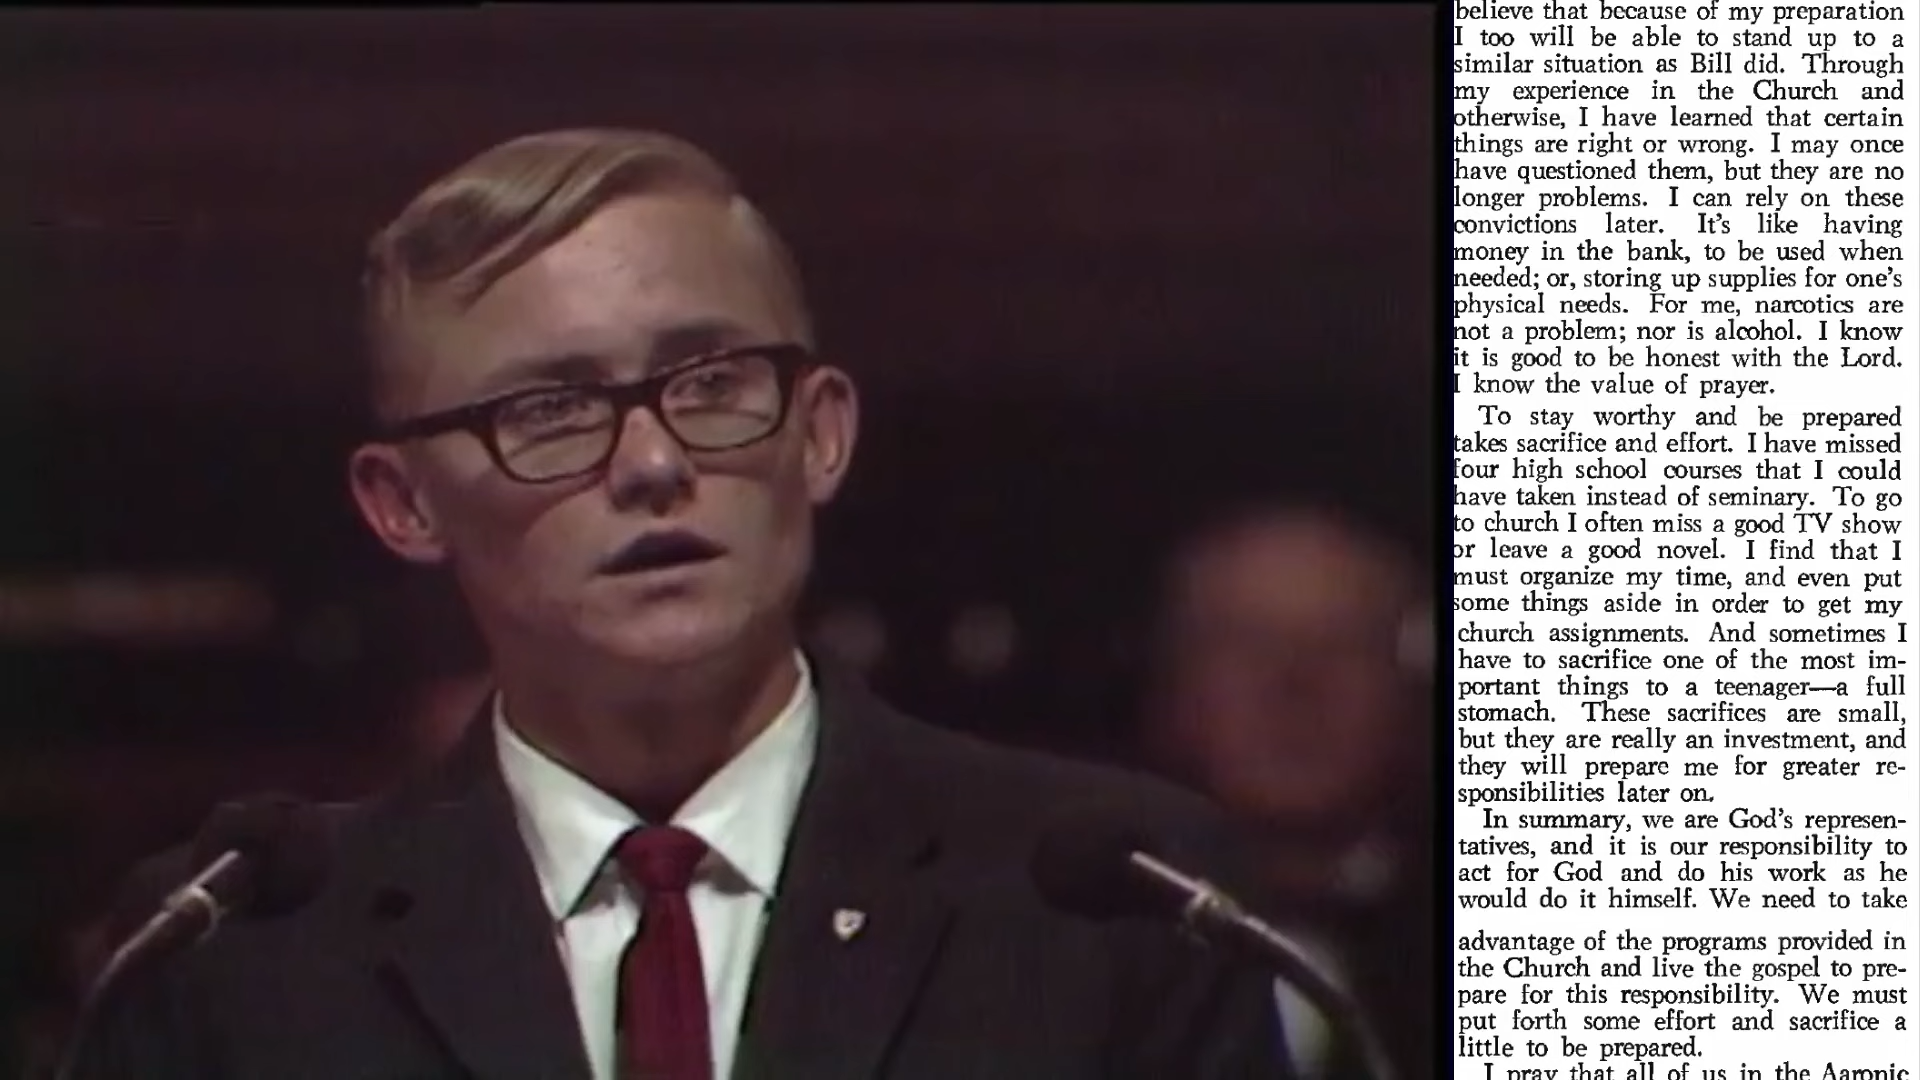 believe that because of my preparation
I too will be able to stand up to a
similar situation as Bill did. Through
my experience in the Church and
otherwise, I have learned that certain
things are right or wrong. I may once
have questioned them, but they are no
longer problems. I can rely on these
convictions later. It's like having
money in the bank, to be used when
needed; or, storing up supplies for one's
physical needs. For me, narcotics are
not a problem; nor is alcohol. I know
it is good to be honest with the Lord.
I know the value of prayer.
To stay worthy and be prepared
takes sacrifice and effort. I have missed
four high school courses that I could
have taken instead of seminary. To go
to church I often miss a good TV show
or leave a good novel. I find that I
must organize my time, and even put
some things aside in order to get my
church assignments. And sometimes I
have to sacrifice one of the most im-
portant things to a teenager—a full
stomach. These sacrifices are small,
but they are really an investment, and
they will prepare me for greater re-
sponsibilities later on.
In summary, we are God's represen-
tatives, and it is our responsibility to
act for God and do his work as he
would do it himself. We need to take
advantage of the programs provided in
the Church and live the gospel to pre-
pare for this responsibility. We must
put forth some effort and sacrifice a
little to be prepared.
I pray that all of us in the Aaronic